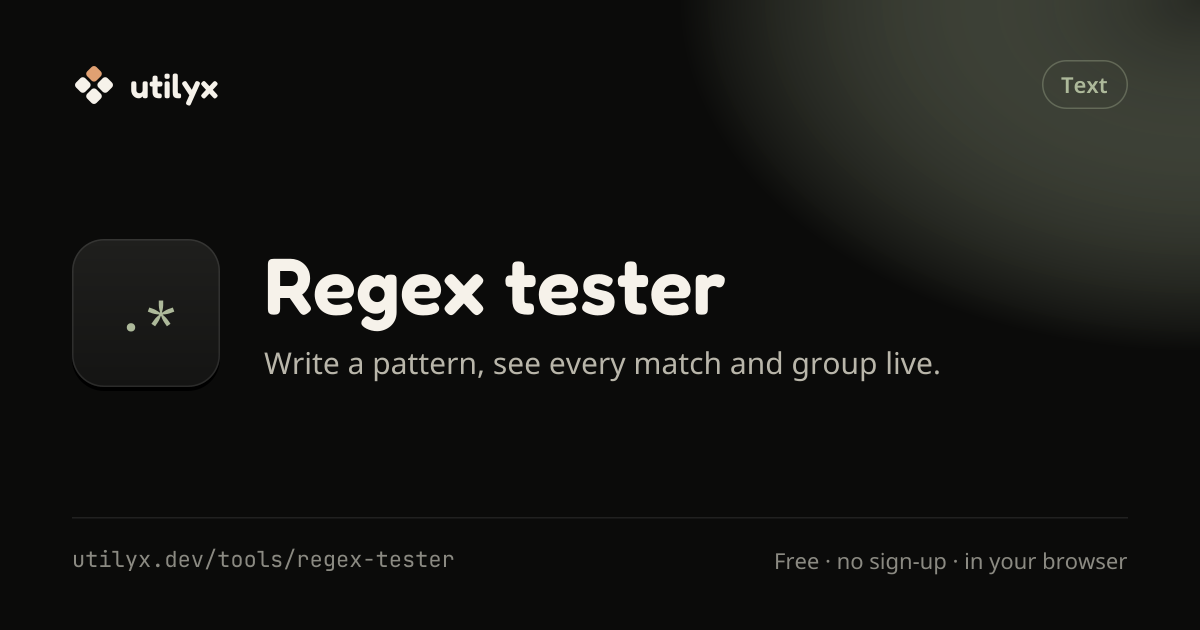 utilyx
Text
.*
Regex tester
Write a pattern, see every match and group live.
utilyx.dev/tools/regex-tester
Free · no sign-up · in your browser